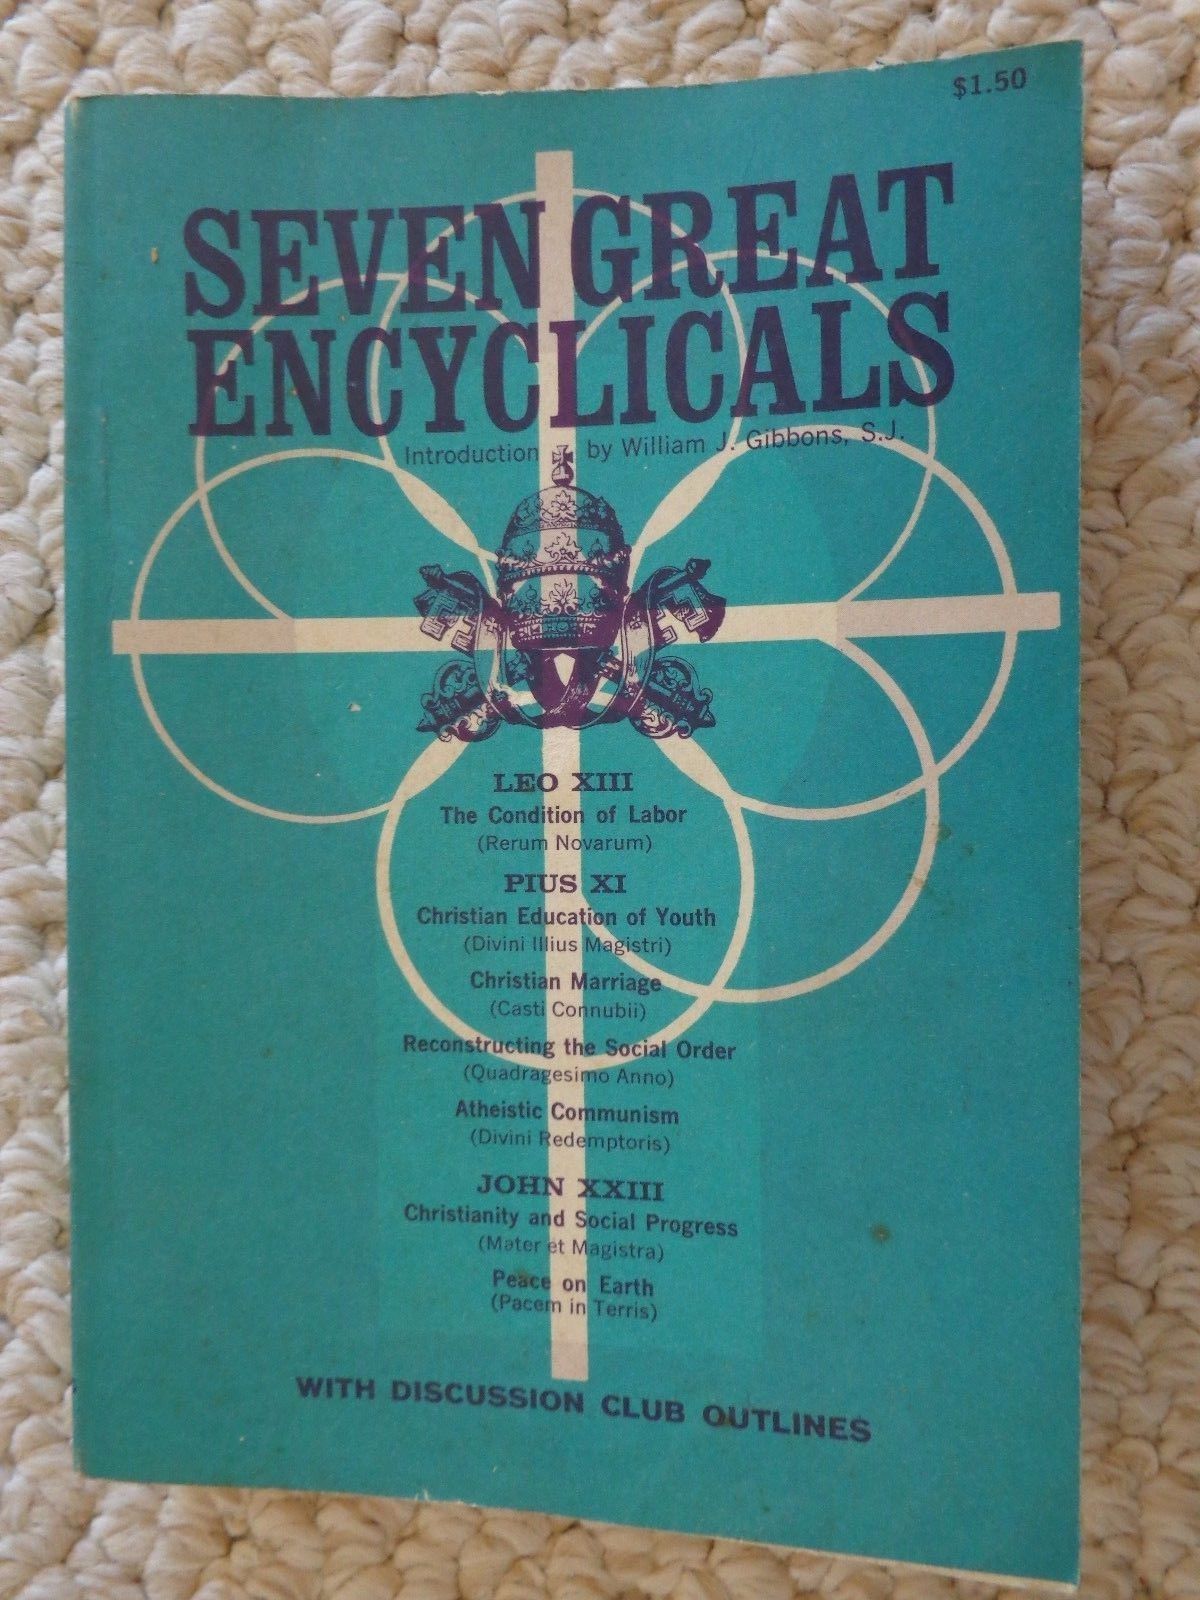 $1.50
SEVEN GREAT
ENCYCLICALS
Introduction by William J. Gibbons, S.J.
LEO XIII
The Condition of Labor
(Rerum Novarum)
PIUS XI
Christian Education of Youth
(Divini Illius Magistri)
Christian Marriage
(Casti Connubii)
Reconstructing the Social Order
(Quadragesimo Anno)
Atheistic Communism
(Divini Redemptoris)
JOHN XXIII
Christianity and Social Progress
(Mater et Magistra)
Peace on Earth
(Pacem in Terris)
WITH DISCUSSION CLUB OUTLINES